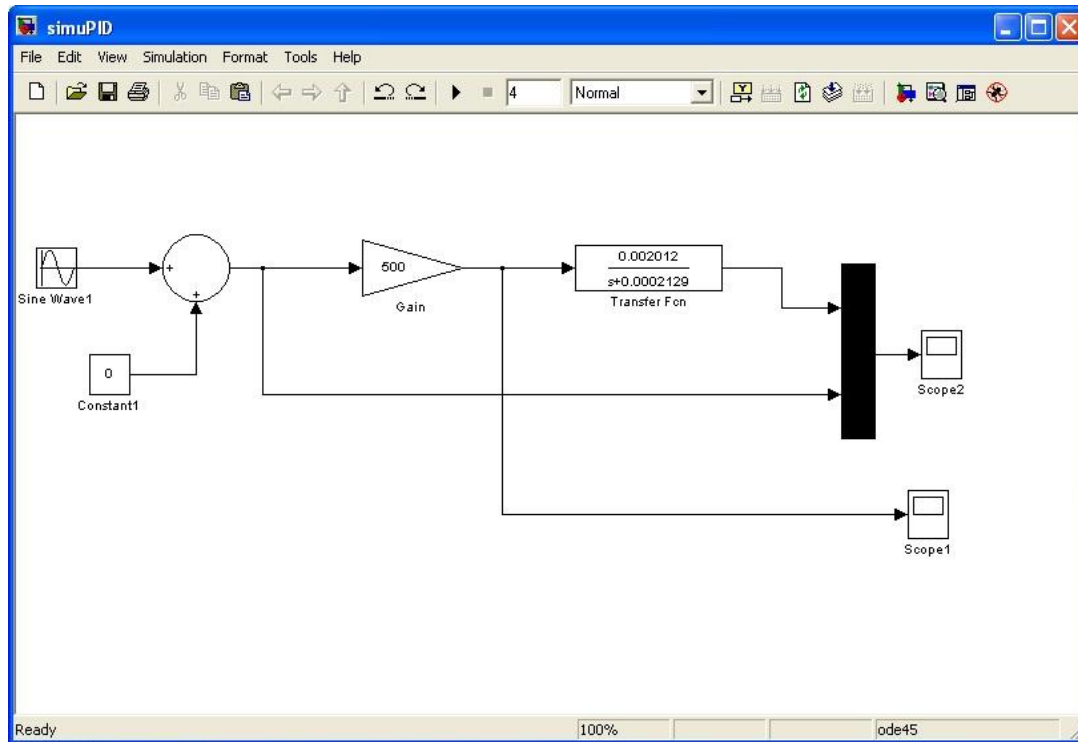 simuPID
File Edit View Simulation Format Tools Help
4 Normal
500
0.002012
s+0.0002129
Sine Wave1
Gain
Transfer Fcn
0
Constant1
Scope2
Scope1
Ready 100% ode45